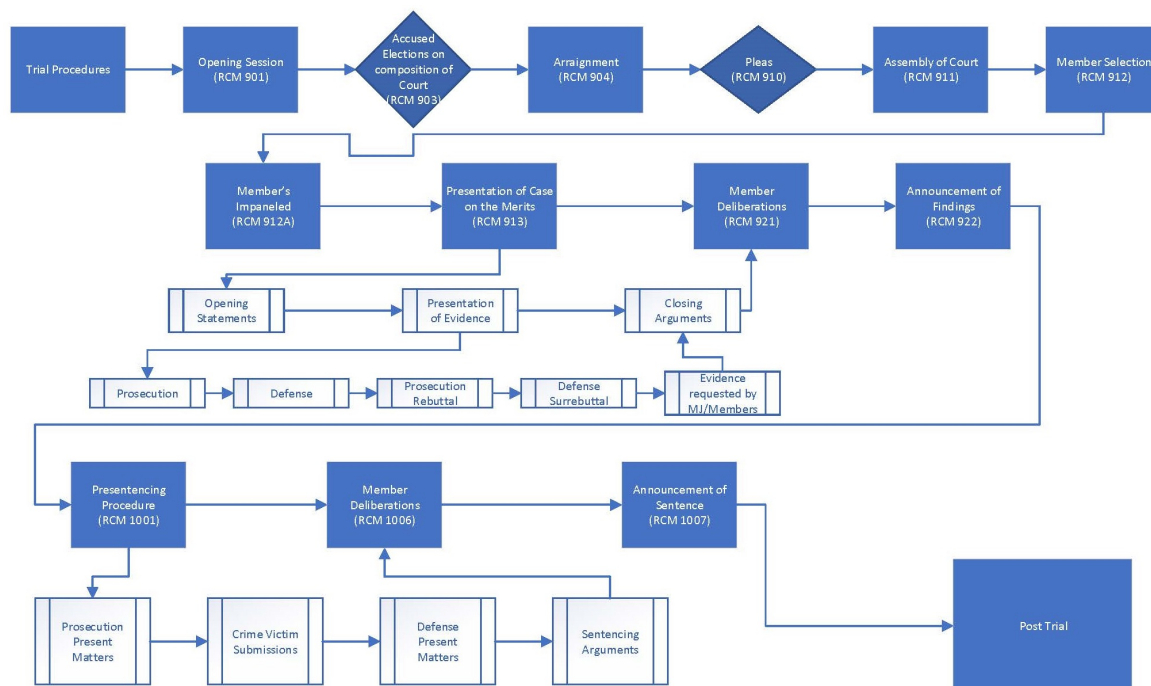 Trial Procedures
Opening Session
(RCM 901)
Accused
Elections on
composition of
Court
(RCM 903)
Arraignment
(RCM 904)
Pleas
(RCM 910)
Assembly of Court
(RCM 911)
Member Selection
(RCM 912)
Member's
Impaneled
(RCM 912A)
Presentation of Case
on the Merits
(RCM 913)
Member
Deliberations
(RCM 921)
Announcement of
Findings
(RCM 922)
Opening
Statements
Presentation
of Evidence
Closing
Arguments
Prosecution
Defense
Prosecution
Rebuttal
Defense
Surrebuttal
Evidence
requested by
MJ/Members
Presentencing
Procedure
(RCM 1001)
Member
Deliberations
(RCM 1006)
Announcement of
Sentence
(RCM 1007)
Prosecution
Present
Matters
Crime Victim
Submissions
Defense
Present
Matters
Sentencing
Arguments
Post Trial